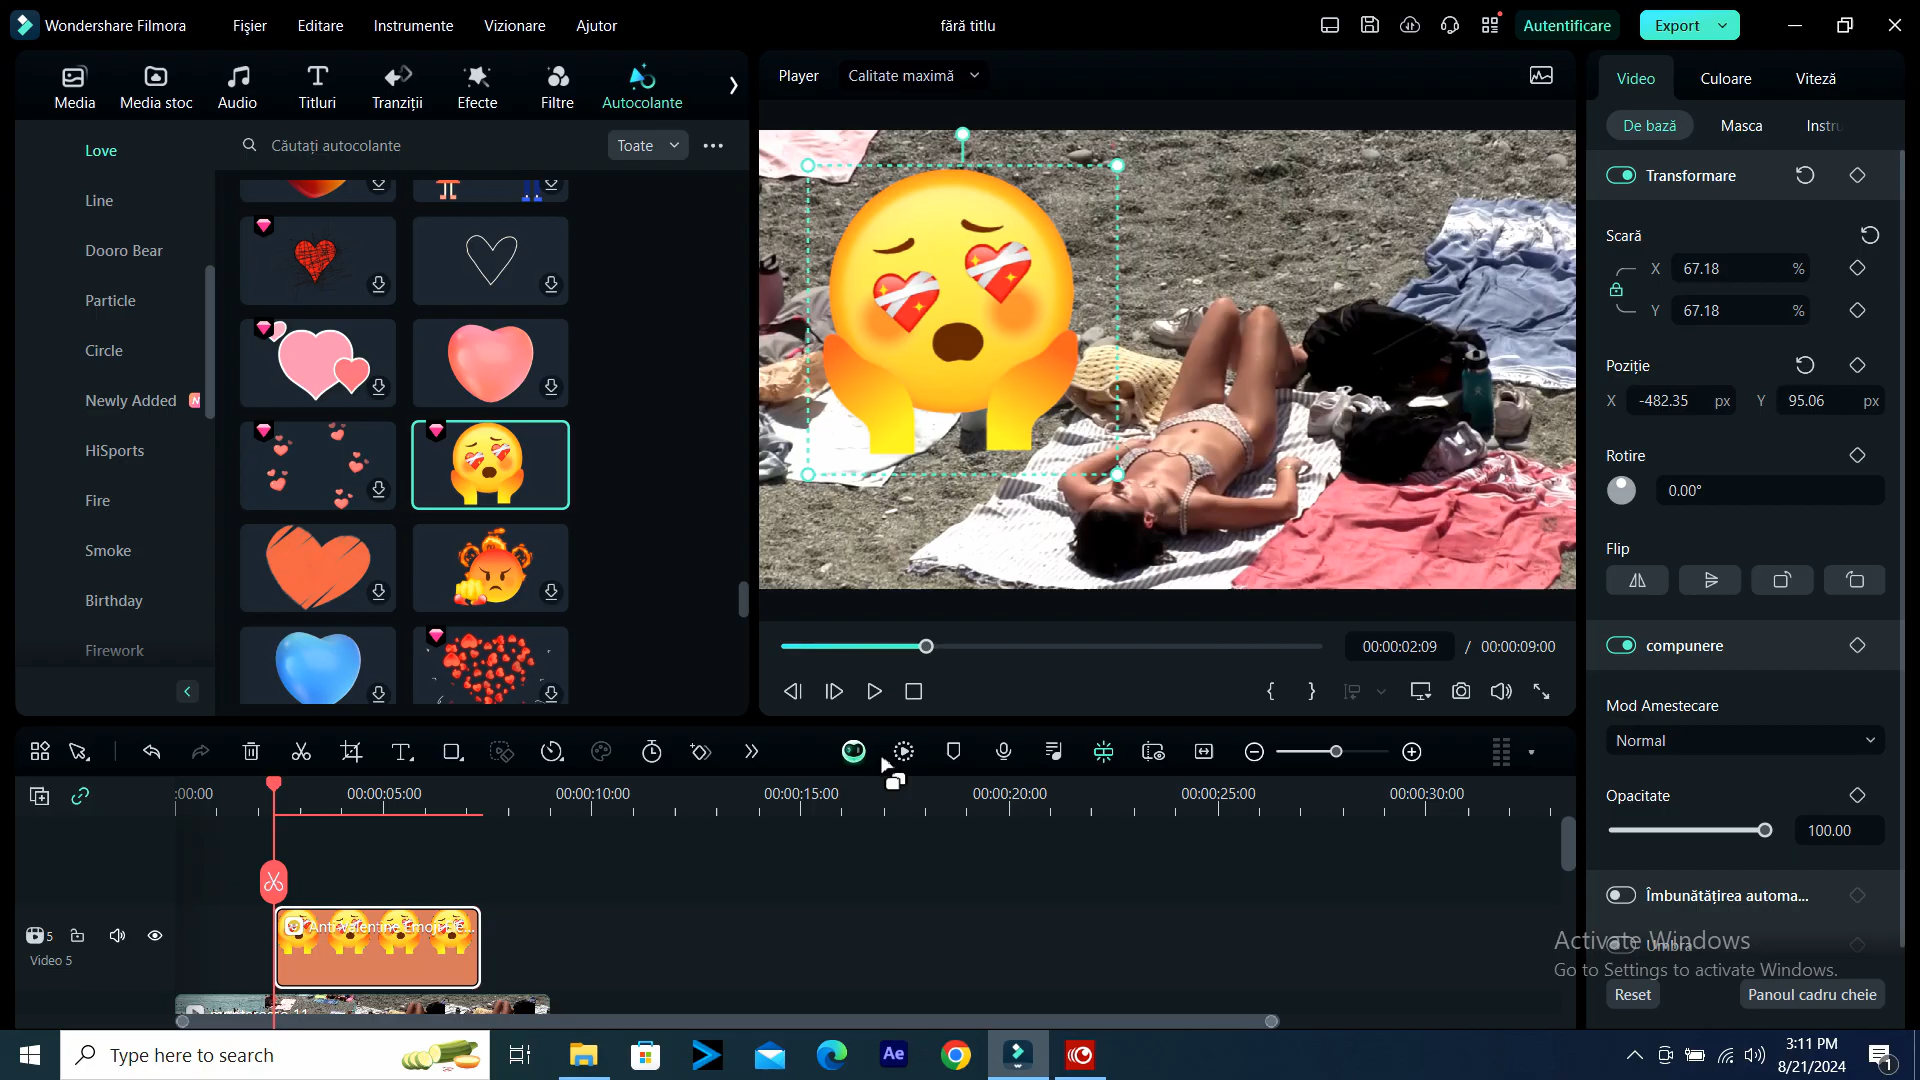 Wondershare Filmora
Fișier
Editare
Instrumente
Vizionare
Ajutor
fără titlu
Autentificare
Export
Media
Media stoc
Audio
Titluri
Tranziții
Efecte
Filtre
Autocolante
Player
Calitate maximă
Video
Culoare
Viteză
De bază
Masca
Instru
Love
Line
Dooro Bear
Particle
Circle
Newly Added
HiSports
Fire
Smoke
Birthday
Firework
Căutați autocolante
Toate
Transformare
Scară
X 67.18 %
Y 67.18 %
Poziție
X -482.35 px Y 95.06 px
Rotire
0.00°
Flip
compunere
Mod Amestecare
Normal
Opacitate
100.00
Îmbunătățirea automa...
Umbra
Reset
Panoul cadru cheie
Activate Windows
Go to Settings to activate Windows.
00:00:02:09 / 00:00:09:00
:00:00 00:00:05:00 00:00:10:00 00:00:15:00 00:00:20:00 00:00:25:00 00:00:30:00
5
Video 5
Anti Valentine Emoji Ele...
Type here to search
Ae
3:11 PM
8/21/2024
1